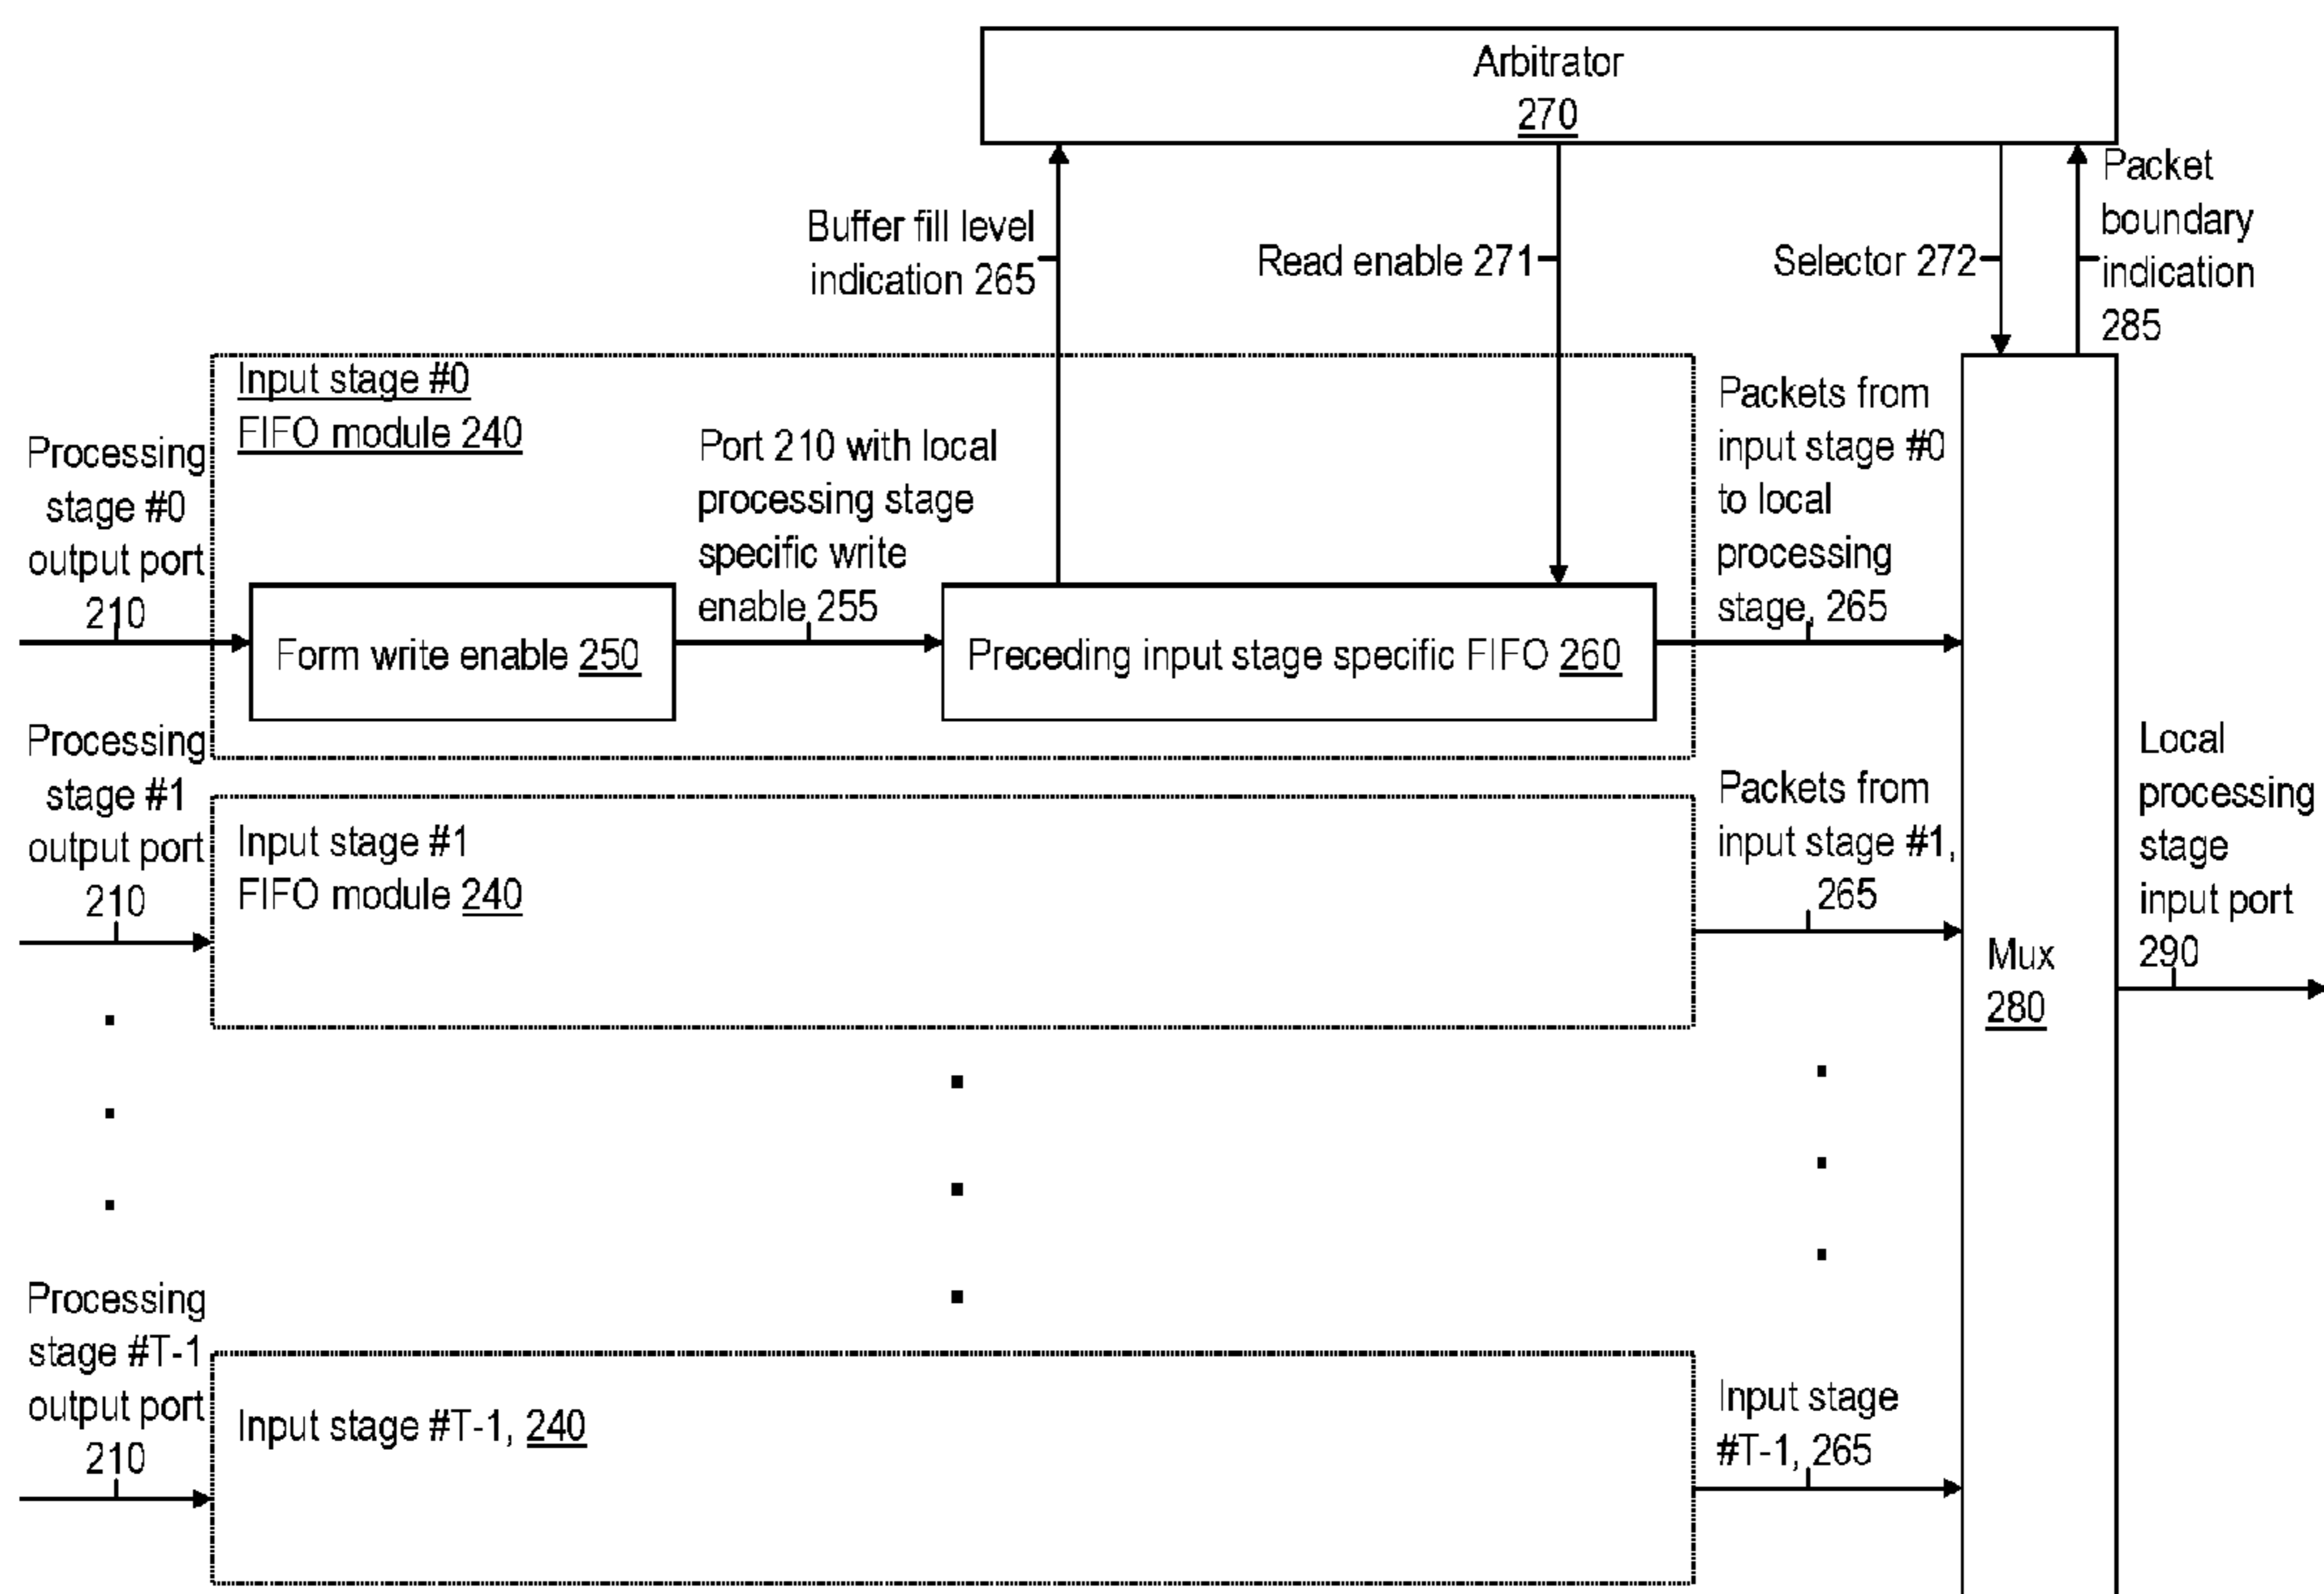 Arbitrator
270
Buffer fill level
indication 265
Read enable 271
Selector 272
Packet
boundary
indication
285
Input stage #0
FIFO module 240
Processing
stage #0
output port
210
Port 210 with local
processing stage
specific write
enable 255
Packets from
input stage #0
to local
processing
stage, 265
Form write enable 250
Preceding input stage specific FIFO 260
Processing
stage #1
output port
210
Input stage #1
FIFO module 240
Packets from
input stage #1,
265
Mux
280
Local
processing
stage
input port
290
Processing
stage #T-1
output port
210
Input stage #T-1, 240
Input stage
#T-1, 265